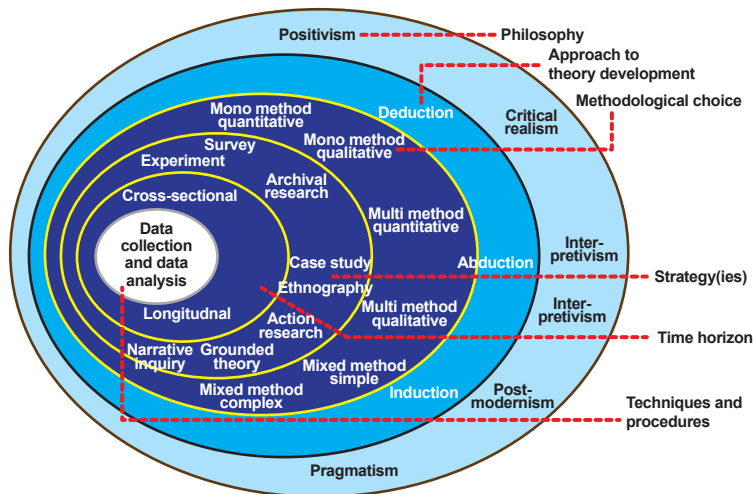 Positivism
Philosophy
Approach to
theory development
Methodological choice
Deduction
Critical
realism
Mono method
quantitative
Mono method
qualitative
Survey
Experiment
Archival
research
Cross-sectional
Multi method
quantitative
Data
collection
and data
analysis
Case study
Abduction
Inter-
pretivism
Strategy(ies)
Ethnography
Inter-
pretivism
Multi method
qualitative
Longitudnal
Action
research
Time horizon
Narrative
Inquiry
Grounded
theory
Mixed method
simple
Mixed method
complex
Induction
Post-
modernism
Techniques and
procedures
Pragmatism